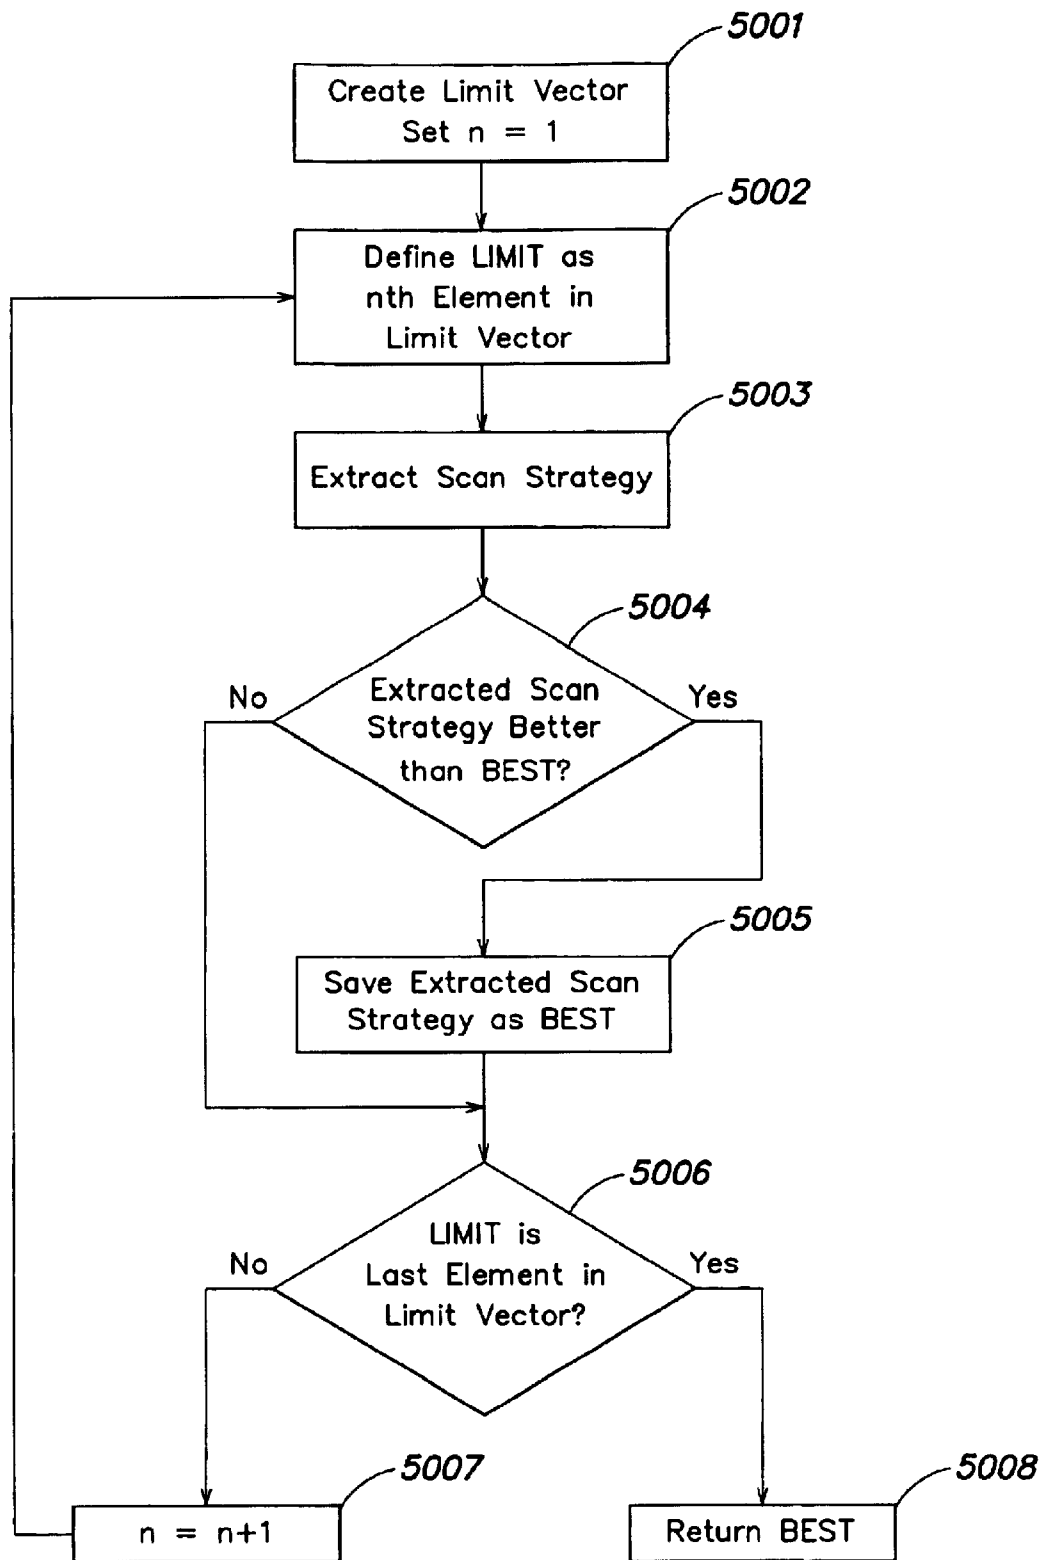 5001
Create Limit Vector
Set n = 1
5002
Define LIMIT as
nth Element in
Limit Vector
5003
Extract Scan Strategy
5004
No
Extracted Scan
Strategy Better
than BEST?
Yes
5005
Save Extracted Scan
Strategy as BEST
5006
No
LIMIT is
Last Element in
Limit Vector?
Yes
5007
n = n+1
5008
Return BEST